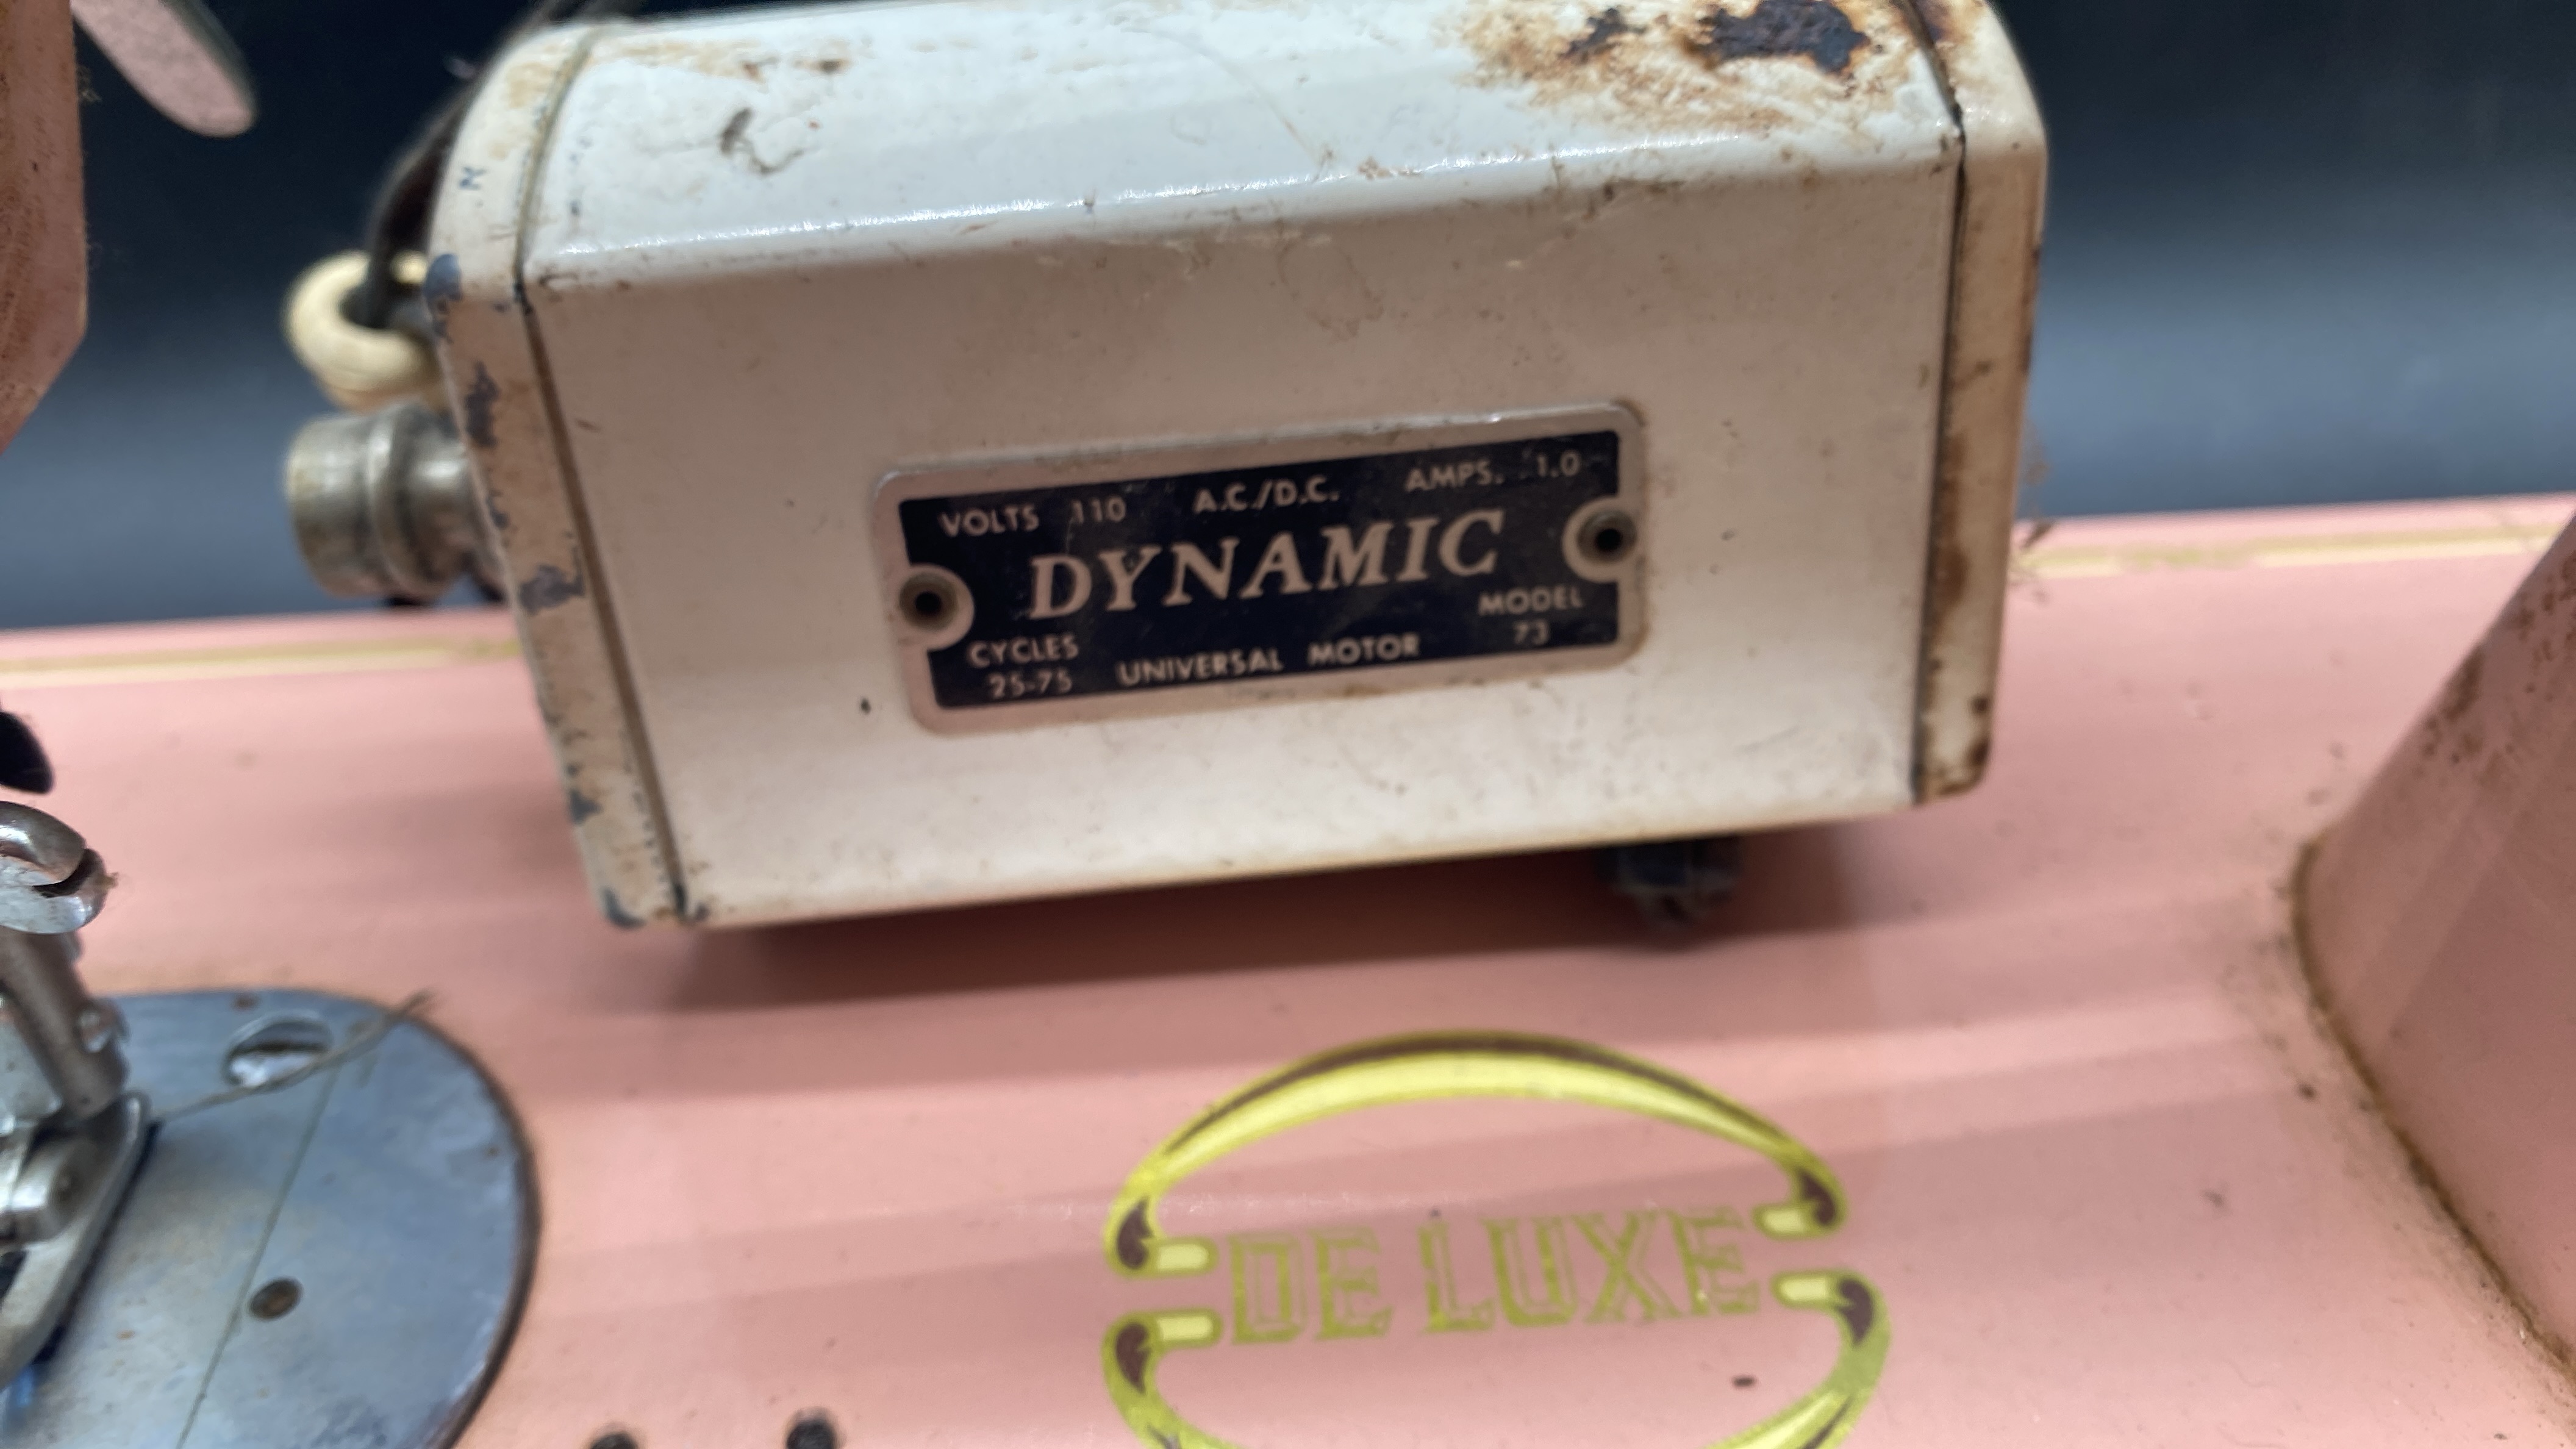 VOLTS 110 A.C./D.C. AMPS. 1.0
DYNAMIC
MODEL
73
CYCLES
25-75
UNIVERSAL MOTOR
DE LUXE